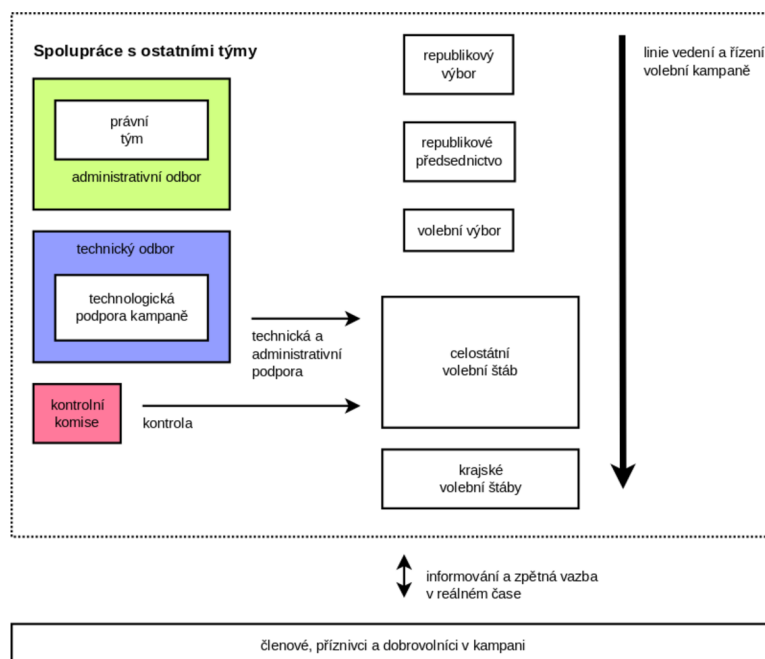 Spolupráce s ostatními týmy
právní
tým
administrativní odbor
technický odbor
technologická
podpora kampaně
kontrolní
komise
technická a
administrativní
podpora
kontrola
republikový
výbor
republikové
předsednictvo
volební výbor
celostátní
volební štáb
krajské
volební štáby
linie vedení a řízení
volební kampaně
informování a zpětná vazba
v reálném čase
členové, příznivci a dobrovolníci v kampani